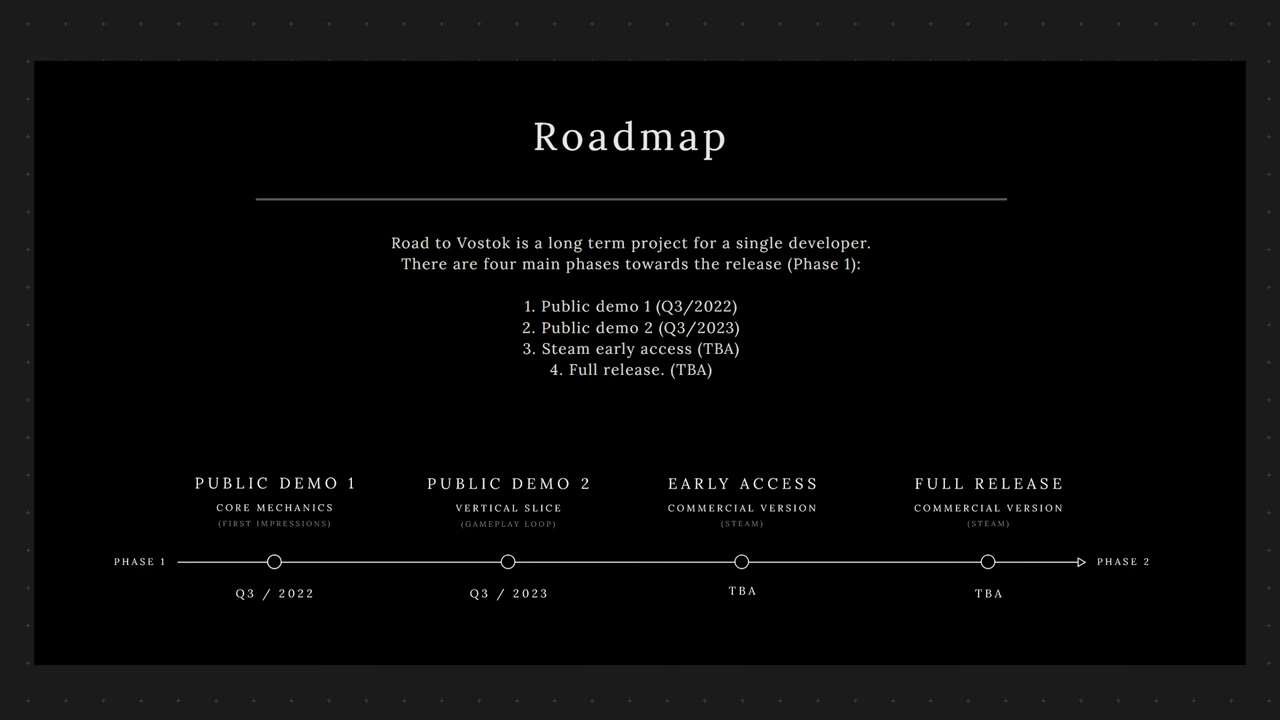 Roadmap
Road to Vostok is a long term project for a single developer.
There are four main phases towards the release (Phase 1):
1. Public demo 1 (Q3/2022)
2. Public demo 2 (Q3/2023)
3. Steam early access (TBA)
4. Full release. (TBA)
PUBLIC DEMO 1
CORE MECHANICS
(FIRST IMPRESSIONS)
PUBLIC DEMO 2
VERTICAL SLICE
(GAMEPLAY LOOP)
EARLY ACCESS
COMMERCIAL VERSION
(STEAM)
FULL RELEASE
COMMERCIAL VERSION
(STEAM)
PHASE 1
PHASE 2
Q3 / 2022
Q3 / 2023
TBA
TBA